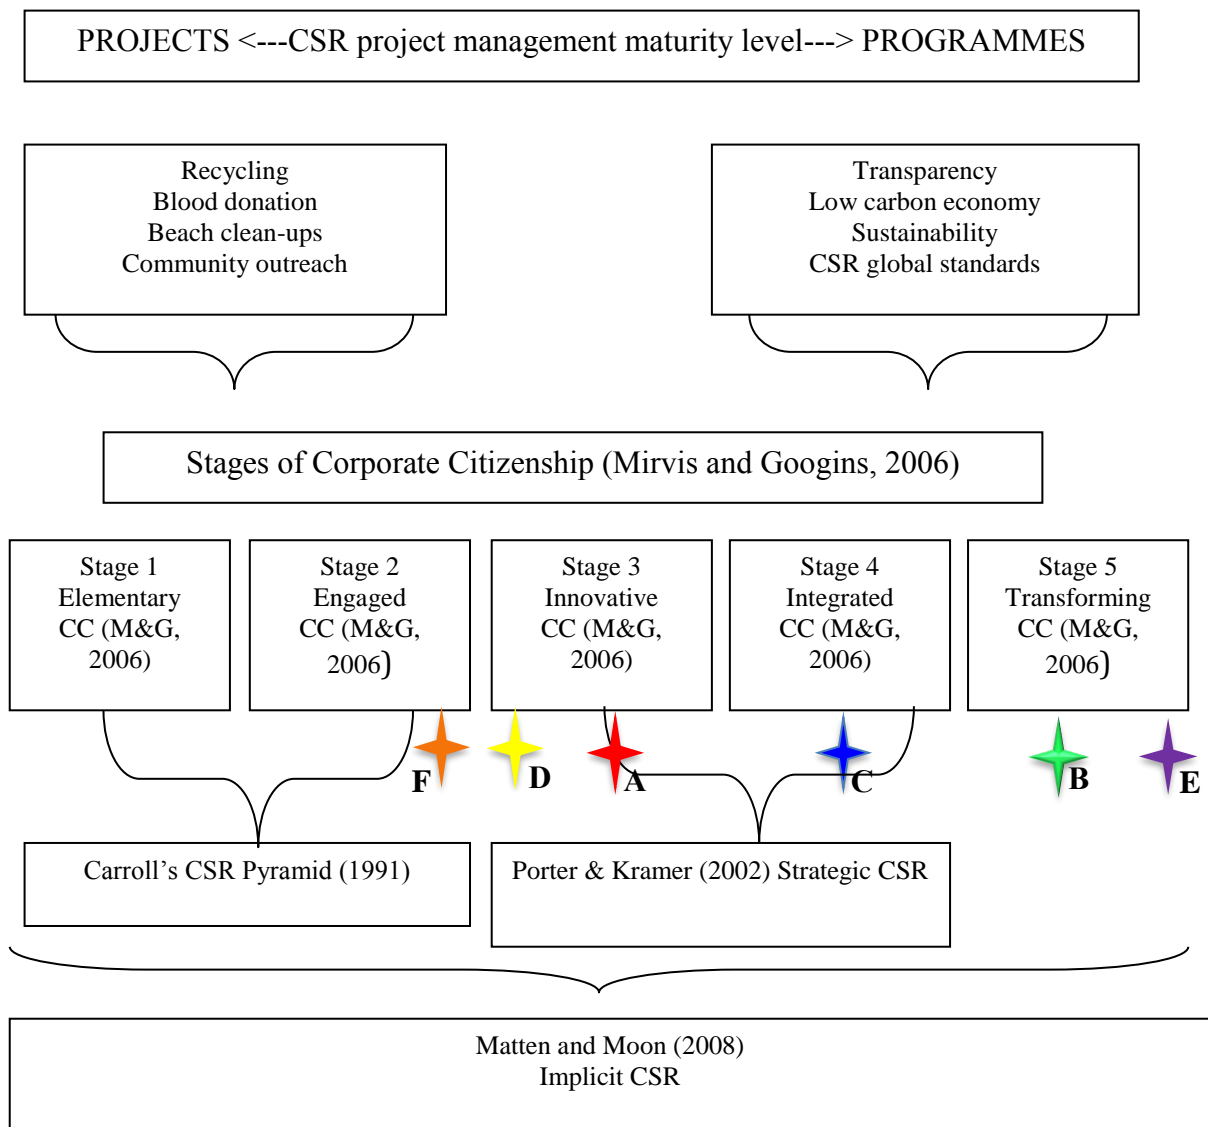 PROJECTS <---CSR project management maturity level---> PROGRAMMES
Recycling
Blood donation
Beach clean-ups
Community outreach
Transparency
Low carbon economy
Sustainability
CSR global standards
Stages of Corporate Citizenship (Mirvis and Googins, 2006)
Stage 1
Elementary
CC (M&G,
2006)
Stage 2
Engaged
CC (M&G,
2006)
Stage 3
Innovative
CC (M&G,
2006)
Stage 4
Integrated
CC (M&G,
2006)
Stage 5
Transforming
CC (M&G,
2006)
F
D
A
C
B
E
Carroll’s CSR Pyramid (1991)
Porter & Kramer (2002) Strategic CSR
Matten and Moon (2008)
Implicit CSR